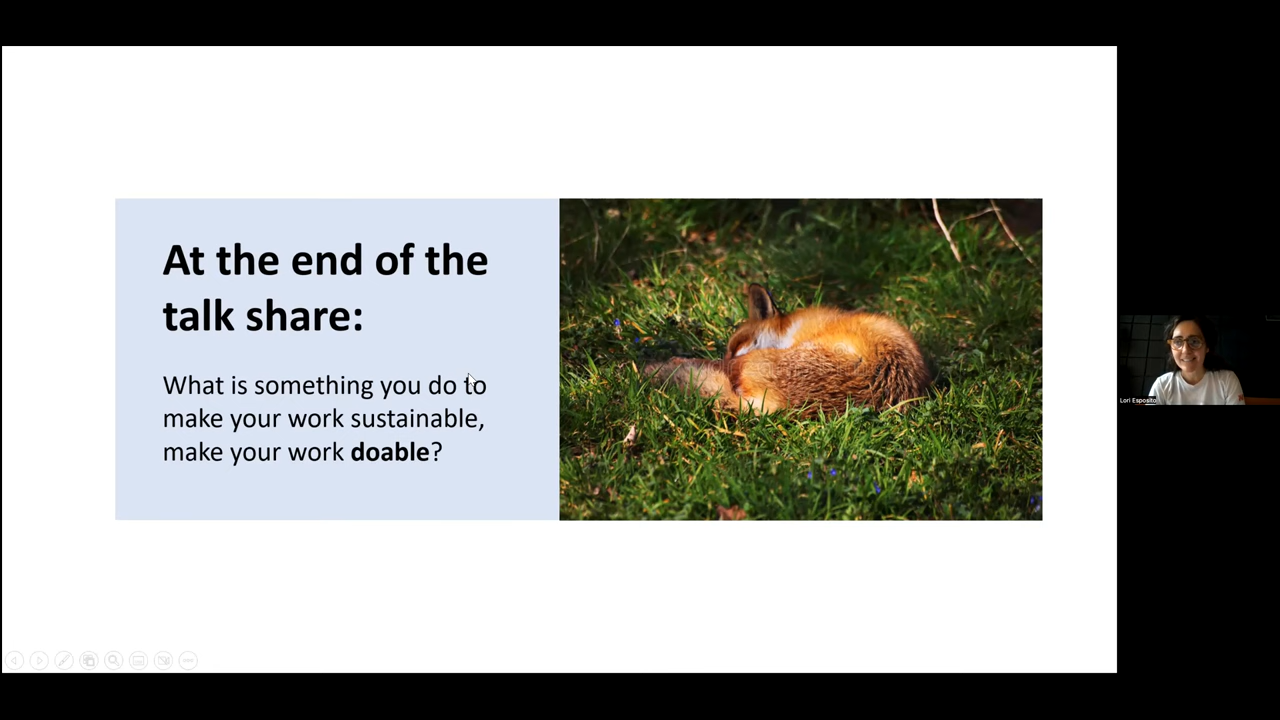 At the end of the
talk share:
What is something you do to
make your work sustainable,
make your work doable?
Lori Esposito